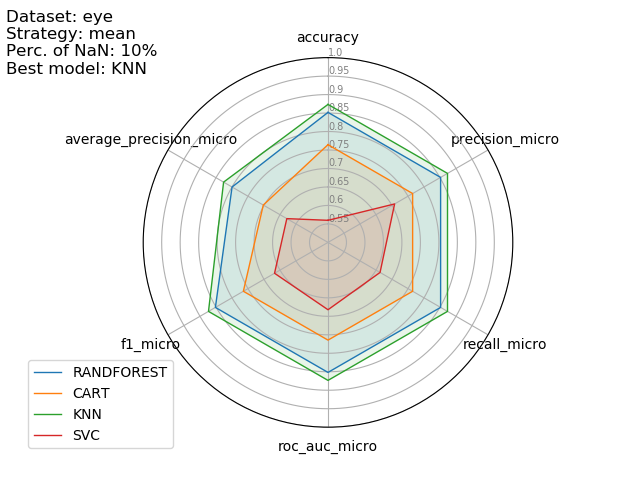 Dataset: eye
Strategy: mean
Perc. of NaN: 10%
Best model: KNN
accuracy
1.0
0.95
0.9
0.85
0.8
0.75
0.7
0.65
0.6
0.55
average_precision_micro
precision_micro
f1_micro
recall_micro
roc_auc_micro
RANDFOREST
CART
KNN
SVC